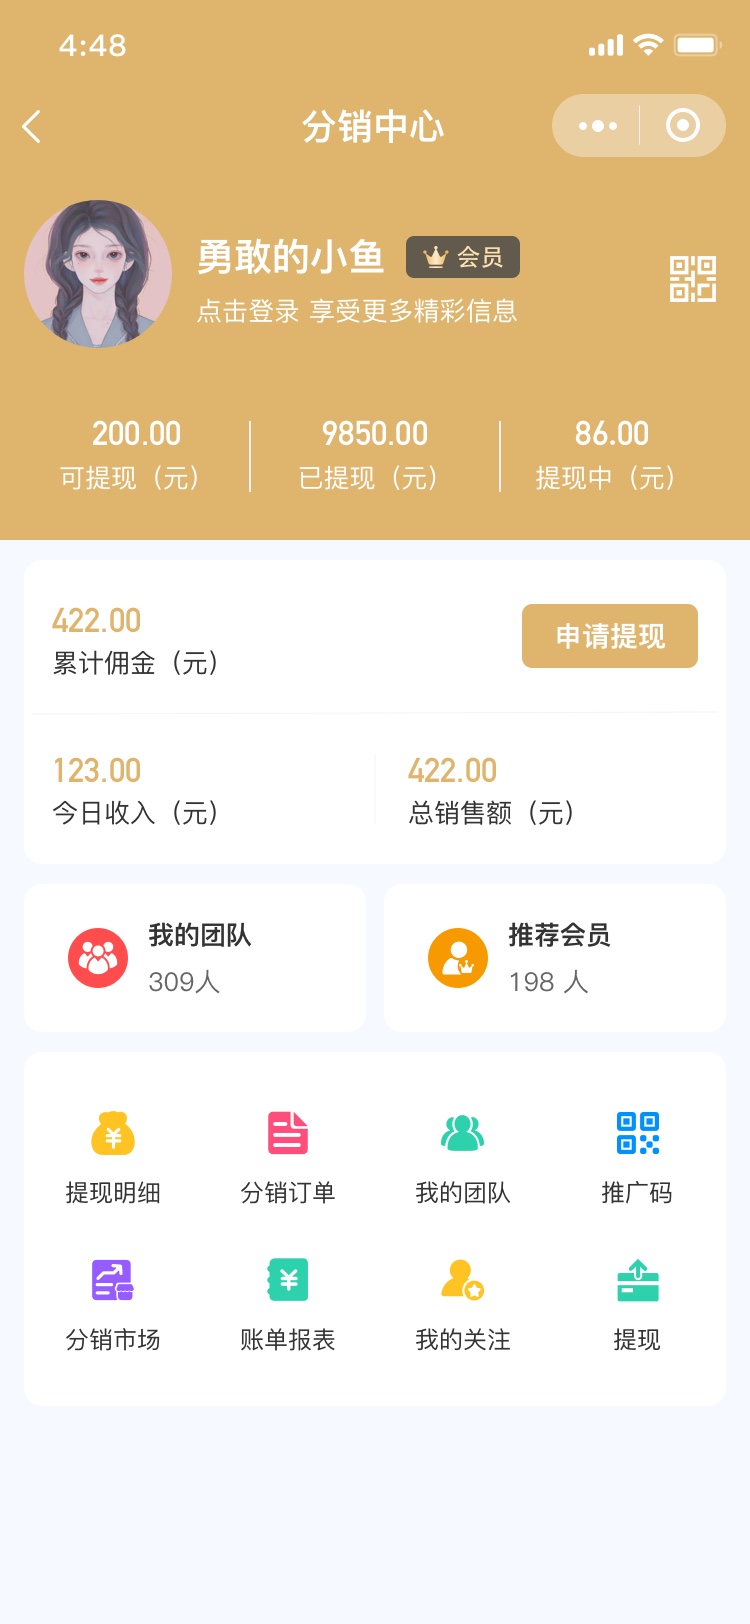 4:48
分销中心
勇敢的小鱼 会员
点击登录 享受更多精彩信息
200.00 9850.00 86.00
可提现（元） 已提现（元） 提现中（元）
422.00
累计佣金（元）
申请提现
123.00 422.00
今日收入（元） 总销售额（元）
我的团队 推荐会员
309人 198 人
提现明细 分销订单 我的团队 推广码
分销市场 账单报表 我的关注 提现